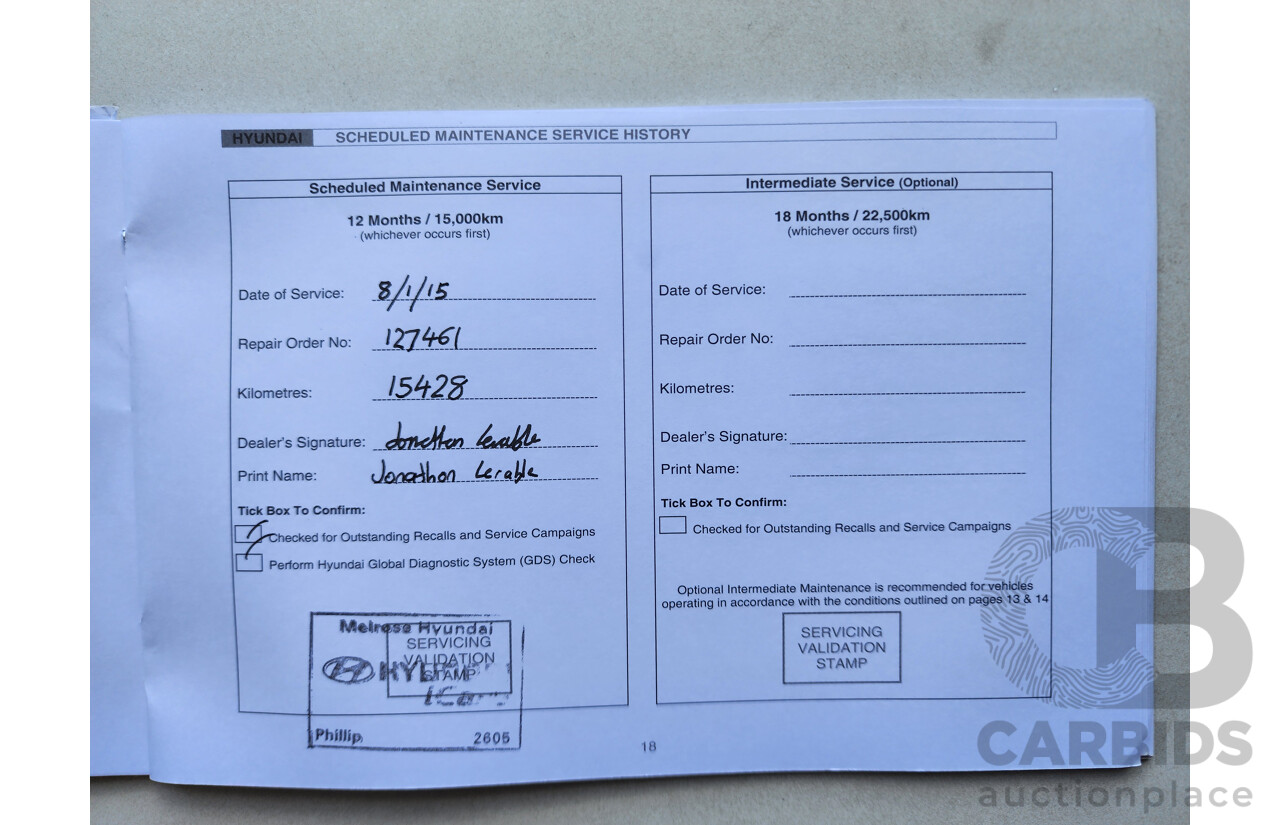 HYUNDAI SCHEDULED MAINTENANCE SERVICE HISTORY
Scheduled Maintenance Service
12 Months / 15,000km
(whichever occurs first)
Date of Service: 8/1/15
Repair Order No: 127461
Kilometres: 15428
Dealer's Signature: Jonathon Lerable
Print Name: Jonathon Lerable
Tick Box To Confirm:
Checked for Outstanding Recalls and Service Campaigns
Perform Hyundai Global Diagnostic System (GDS) Check
Melrose Hyundai
SERVICING
VALIDATION
STAMP
Phillip 2605
Intermediate Service (Optional)
18 Months / 22,500km
(whichever occurs first)
Date of Service:
Repair Order No:
Kilometres:
Dealer's Signature:
Print Name:
Tick Box To Confirm:
Checked for Outstanding Recalls and Service Campaigns
Optional Intermediate Maintenance is recommended for vehicles
operating in accordance with the conditions outlined on pages 13 & 14
SERVICING
VALIDATION
STAMP
18
CB
CARBIDS
auctionplace